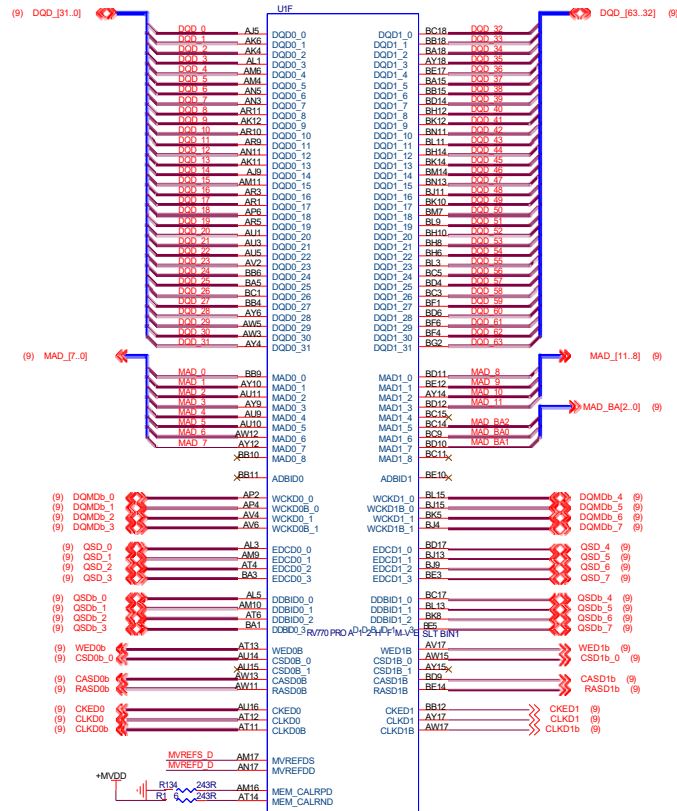 U1F
(9) DQD_[31..0] DQD_[63..32] (9)
DQD_0 AJ5 DQD0_0 DQD1_0 BC18 DQD_32
DQD_1 AK6 DQD0_1 DQD1_1 BB18 DQD_33
DQD_2 AK4 DQD0_2 DQD1_2 BA18 DQD_34
DQD_3 AL1 DQD0_3 DQD1_3 AY18 DQD_35
DQD_4 AM6 DQD0_4 DQD1_4 BE17 DQD_36
DQD_5 AM4 DQD0_5 DQD1_5 BA15 DQD_37
DQD_6 AN5 DQD0_6 DQD1_6 BB15 DQD_38
DQD_7 AN3 DQD0_7 DQD1_7 BD14 DQD_39
DQD_8 AR11 DQD0_8 DQD1_8 BH12 DQD_40
DQD_9 AK12 DQD0_9 DQD1_9 BK12 DQD_41
DQD_10 AR10 DQD0_10 DQD1_10 BN11 DQD_42
DQD_11 AR9 DQD0_11 DQD1_11 BL11 DQD_43
DQD_12 AN11 DQD0_12 DQD1_12 BH14 DQD_44
DQD_13 AK11 DQD0_13 DQD1_13 BK14 DQD_45
DQD_14 AJ9 DQD0_14 DQD1_14 BM14 DQD_46
DQD_15 AM11 DQD0_15 DQD1_15 BN13 DQD_47
DQD_16 AR3 DQD0_16 DQD1_16 BJ11 DQD_48
DQD_17 AR1 DQD0_17 DQD1_17 BK10 DQD_49
DQD_18 AP6 DQD0_18 DQD1_18 BM7 DQD_50
DQD_19 AR5 DQD0_19 DQD1_19 BL9 DQD_51
DQD_20 AU1 DQD0_20 DQD1_20 BH10 DQD_52
DQD_21 AU3 DQD0_21 DQD1_21 BH8 DQD_53
DQD_22 AU5 DQD0_22 DQD1_22 BH6 DQD_54
DQD_23 AV2 DQD0_23 DQD1_23 BL3 DQD_55
DQD_24 BB6 DQD0_24 DQD1_24 BC5 DQD_56
DQD_25 BA5 DQD0_25 DQD1_25 BD4 DQD_57
DQD_26 BC1 DQD0_26 DQD1_26 BC3 DQD_58
DQD_27 BB4 DQD0_27 DQD1_27 BF1 DQD_59
DQD_28 AY6 DQD0_28 DQD1_28 BD6 DQD_60
DQD_29 AW5 DQD0_29 DQD1_29 BF6 DQD_61
DQD_30 AW3 DQD0_30 DQD1_30 BF4 DQD_62
DQD_31 AY4 DQD0_31 DQD1_31 BG2 DQD_63
(9) MAD_[7..0] MAD_[11..8] (9)
MAD_0 BB9 MAD0_0 MAD1_0 BD11 MAD_8
MAD_1 AY10 MAD0_1 MAD1_1 BE12 MAD_9
MAD_2 AU11 MAD0_2 MAD1_2 AY14 MAD_10
MAD_3 AY9 MAD0_3 MAD1_3 BD12 MAD_11 MAD_BA[2..0] (9)
MAD_4 AU9 MAD0_4 MAD1_4 BC15
MAD_5 AU10 MAD0_5 MAD1_5 BC14 MAD_BA2
MAD_6 AW12 MAD0_6 MAD1_6 BC9 MAD_BA0
MAD_7 AY12 MAD0_7 MAD1_7 BD10 MAD_BA1
BB10 MAD0_8 MAD1_8 BC11
BB11 ADBID0 ADBID1 BE10
(9) DQMDb_0 AP2 WCKD0_0 WCKD1_0 BL15 DQMDb_4 (9)
(9) DQMDb_1 AP4 WCKD0B_0 WCKD1B_0 BJ15 DQMDb_5 (9)
(9) DQMDb_2 AV4 WCKD0_1 WCKD1_1 BK5 DQMDb_6 (9)
(9) DQMDb_3 AV6 WCKD0B_1 WCKD1B_1 BJ4 DQMDb_7 (9)
(9) QSD_0 AL3 EDCD0_0 EDCD1_0 BD17 QSD_4 (9)
(9) QSD_1 AM9 EDCD0_1 EDCD1_1 BJ13 QSD_5 (9)
(9) QSD_2 AT4 EDCD0_2 EDCD1_2 BJ9 QSD_6 (9)
(9) QSD_3 BA3 EDCD0_3 EDCD1_3 BE3 QSD_7 (9)
(9) QSDb_0 AL5 DDBID0_0 DDBID1_0 BC17 QSDb_4 (9)
(9) QSDb_1 AM10 DDBID0_1 DDBID1_1 BL13 QSDb_5 (9)
(9) QSDb_2 AT6 DDBID0_2 DDBID1_2 BK8 QSDb_6 (9)
(9) QSDb_3 BA1 DDBID0_3 BE5 QSDb_7 (9)
RV770 PRO SLT BIN1
(9) WED0b AT13 WED0B WED1B AV17 WED1b (9)
(9) CSD0b_0 AU14 CSD0B_0 CSD1B_0 AW15 CSD1b_0 (9)
AU15 CSD0B_1 CSD1B_1 AY15
(9) CASD0b AW13 CASD0B CASD1B BD9 CASD1b (9)
(9) RASD0b AW11 RASD0B RASD1B BE14 RASD1b (9)
(9) CKED0 AU16 CKED0 CKED1 BB12 CKED1 (9)
(9) CLKD0 AT12 CLKD0 CLKD1 AY17 CLKD1 (9)
(9) CLKD0b AT11 CLKD0B CLKD1B AW17 CLKD1b (9)
MVREFS_D AM17 MVREFDS
MVREFD_D AN17 MVREFDD
+MVDD
R134 243R AM16 MEM_CALRPD
R1 6 243R AT14 MEM_CALRND